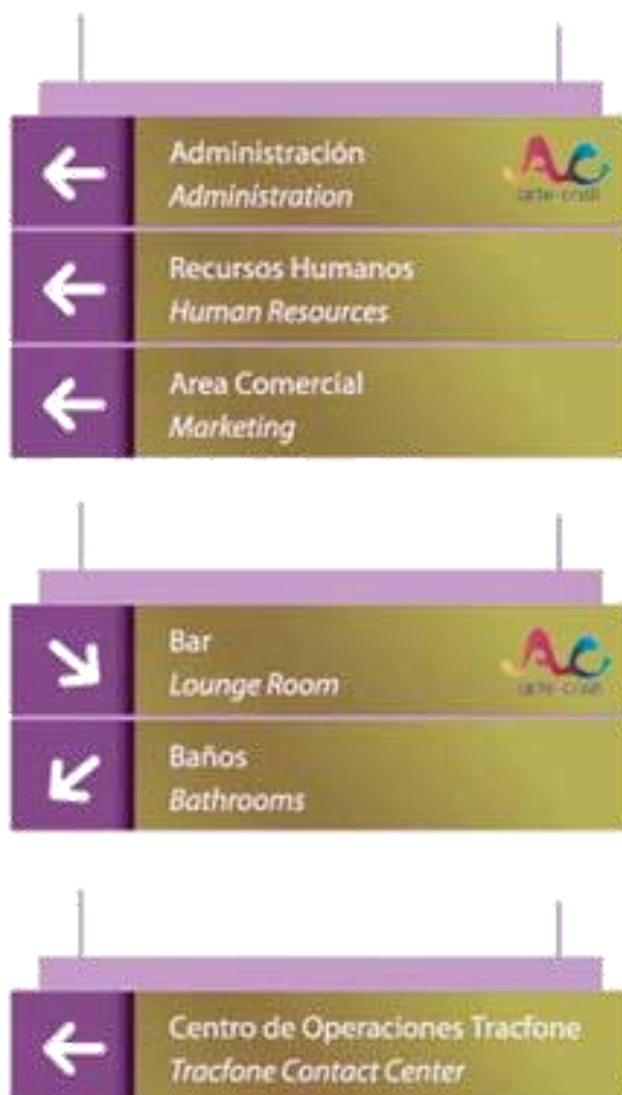 Administración
Administration
Recursos Humanos
Human Resources
Area Comercial
Marketing
Bar
Lounge Room
Baños
Bathrooms
Centro de Operaciones Tracfone
Tracfone Contact Center